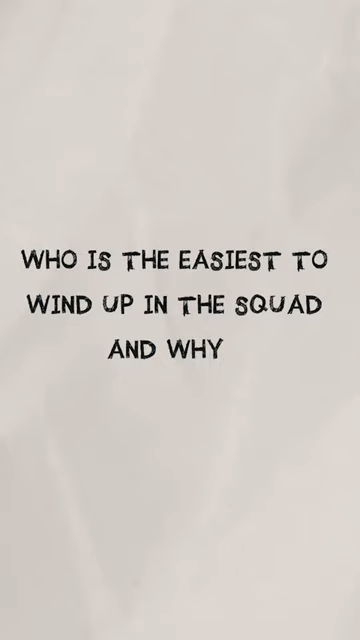 WHO IS THE EASIEST TO
WIND UP IN THE SQUAD
AND WHY